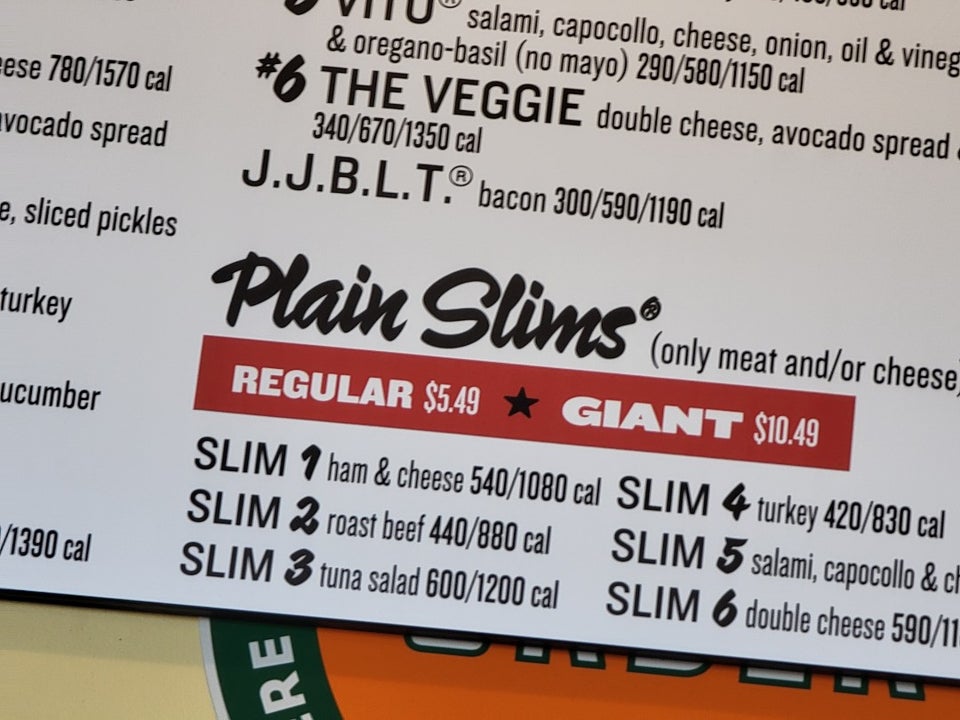 VITO® salami, capocollo, cheese, onion, oil &
& oregano-basil (no mayo) 290/580/1150 cal
#6 THE VEGGIE double cheese, avocado spread
340/670/1350 cal
J.J.B.L.T.® bacon 300/590/1190 cal
780/1570 cal
avocado spread
sliced pickles
turkey
/1390 cal
Plain Slims® (only meat and/or cheese)
REGULAR $5.49 ★ GIANT $10.49
SLIM 1 ham & cheese 540/1080 cal
SLIM 2 roast beef 440/880 cal
SLIM 3 tuna salad 600/1200 cal
SLIM 4 turkey 420/830 cal
SLIM 5 salami, capocollo &
SLIM 6 double cheese 590/11